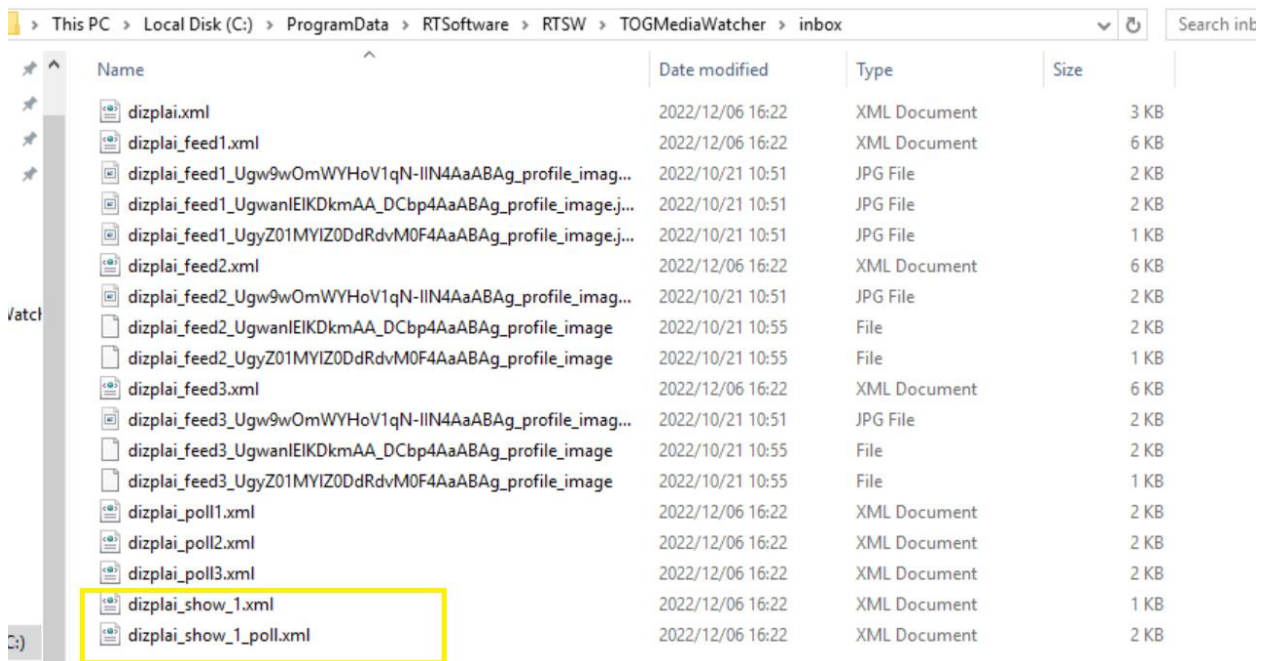 > This PC > Local Disk (C:) > ProgramData > RTSoftware > RTSW > TOGMediaWatcher > inbox Search inb
Name Date modified Type Size
dizplai.xml 2022/12/06 16:22 XML Document 3 KB
dizplai_feed1.xml 2022/12/06 16:22 XML Document 6 KB
dizplai_feed1_Ugw9wOmWYHoV1qN-IIN4AaABAg_profile_imag... 2022/10/21 10:51 JPG File 2 KB
dizplai_feed1_UgwanIEIKDkmAA_DCbp4AaABAg_profile_image.j... 2022/10/21 10:51 JPG File 2 KB
dizplai_feed1_UgyZ01MYIZ0DdRdvM0F4AaABAg_profile_image.j... 2022/10/21 10:51 JPG File 1 KB
dizplai_feed2.xml 2022/12/06 16:22 XML Document 6 KB
dizplai_feed2_Ugw9wOmWYHoV1qN-IIN4AaABAg_profile_imag... 2022/10/21 10:51 JPG File 2 KB
dizplai_feed2_UgwanIEIKDkmAA_DCbp4AaABAg_profile_image 2022/10/21 10:55 File 2 KB
Vatch
dizplai_feed2_UgyZ01MYIZ0DdRdvM0F4AaABAg_profile_image 2022/10/21 10:55 File 1 KB
dizplai_feed3.xml 2022/12/06 16:22 XML Document 6 KB
dizplai_feed3_Ugw9wOmWYHoV1qN-IIN4AaABAg_profile_imag... 2022/10/21 10:51 JPG File 2 KB
dizplai_feed3_UgwanIEIKDkmAA_DCbp4AaABAg_profile_image 2022/10/21 10:55 File 2 KB
dizplai_feed3_UgyZ01MYIZ0DdRdvM0F4AaABAg_profile_image 2022/10/21 10:55 File 1 KB
dizplai_poll1.xml 2022/12/06 16:22 XML Document 2 KB
dizplai_poll2.xml 2022/12/06 16:22 XML Document 2 KB
dizplai_poll3.xml 2022/12/06 16:22 XML Document 2 KB
dizplai_show_1.xml 2022/12/06 16:22 XML Document 1 KB
C:) dizplai_show_1_poll.xml 2022/12/06 16:22 XML Document 2 KB